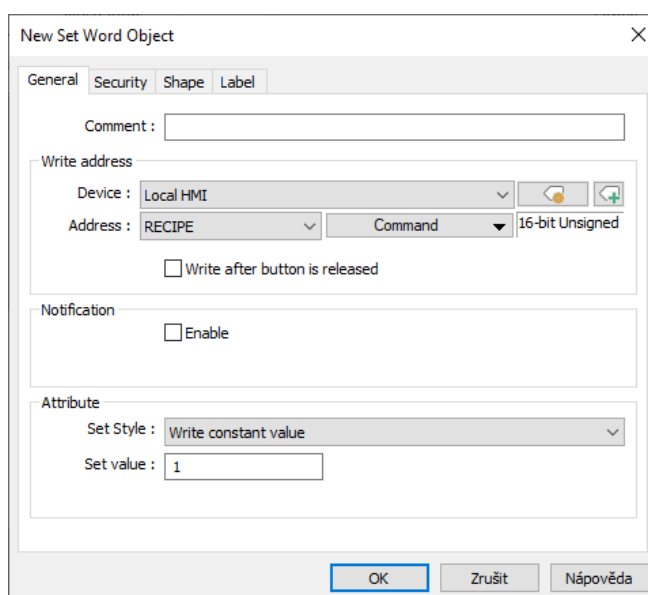 New Set Word Object
General Security Shape Label
Comment :
Write address
Device : Local HMI
Address : RECIPE Command 16-bit Unsigned
Write after button is released
Notification
Enable
Attribute
Set Style : Write constant value
Set value : 1
OK Zrušit Nápověda